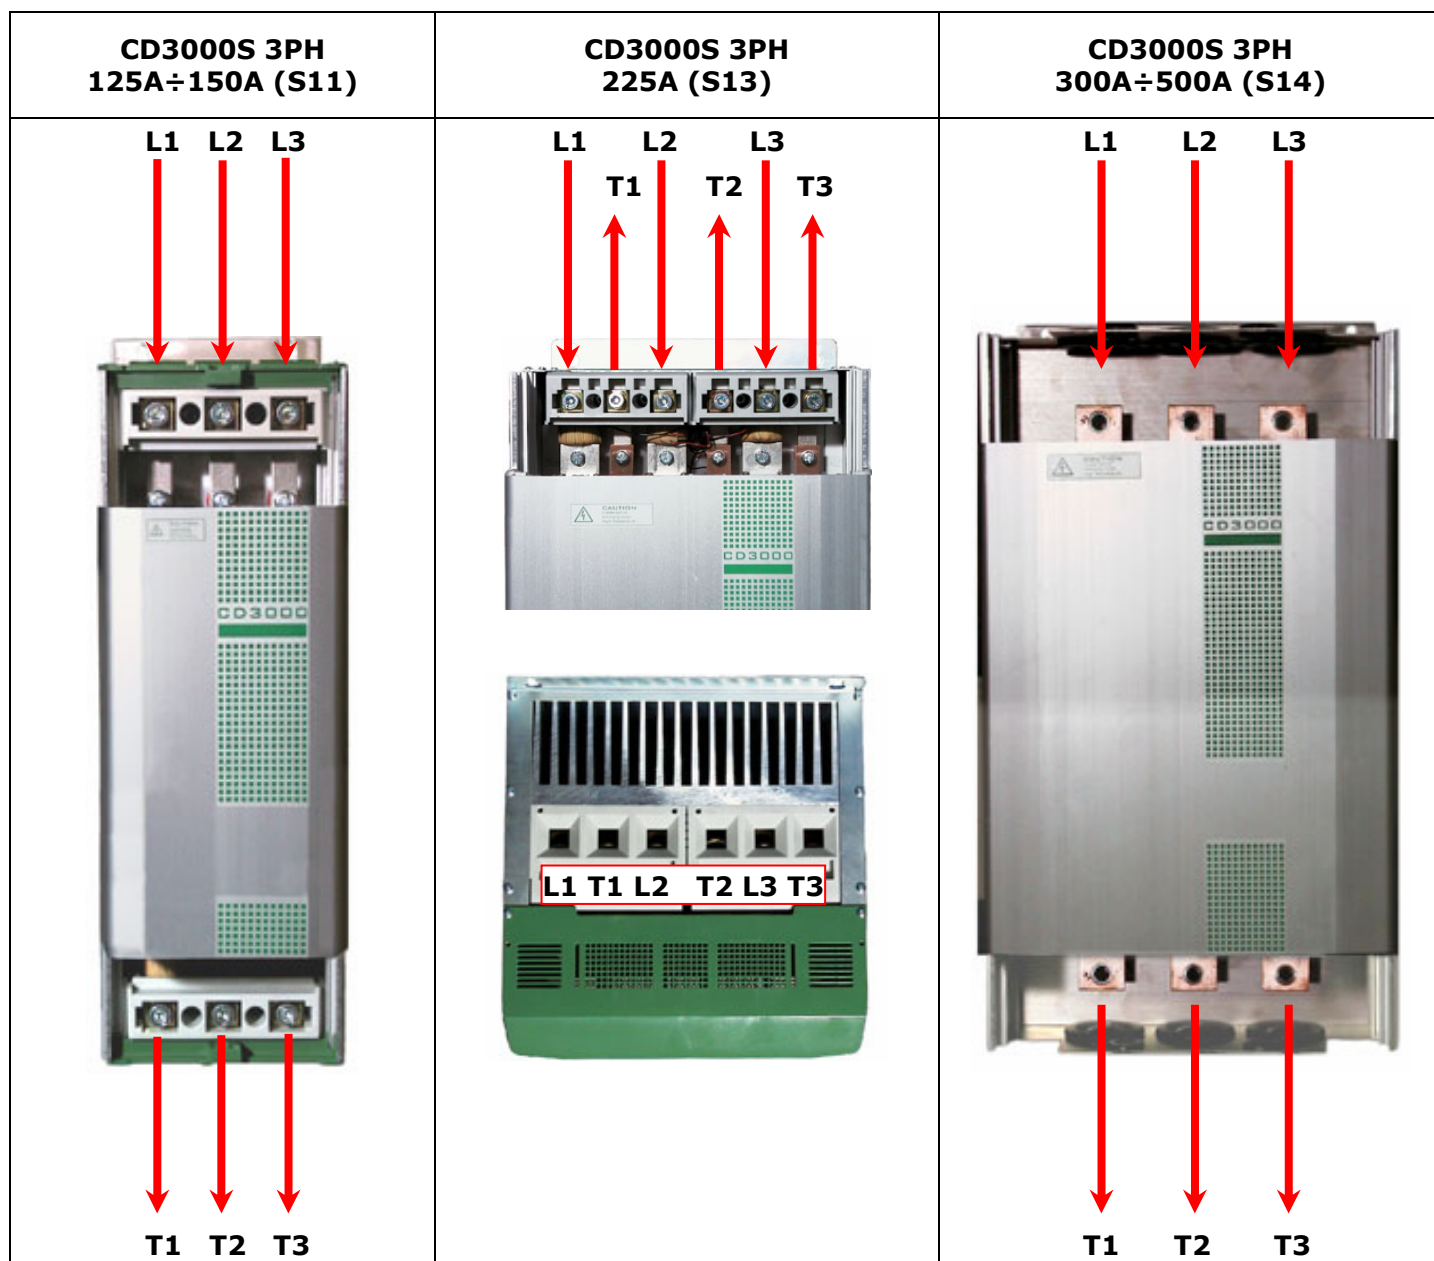 CD3000S 3PH
125A÷150A (S11)
CD3000S 3PH
225A (S13)
CD3000S 3PH
300A÷500A (S14)
L1 L2 L3
CD3000
T1 T2 T3
L1 L2 L3
T1 T2 T3
CAUTION
CD3000
L1 T1 L2 T2 L3 T3
L1 L2 L3
CD3000
T1 T2 T3